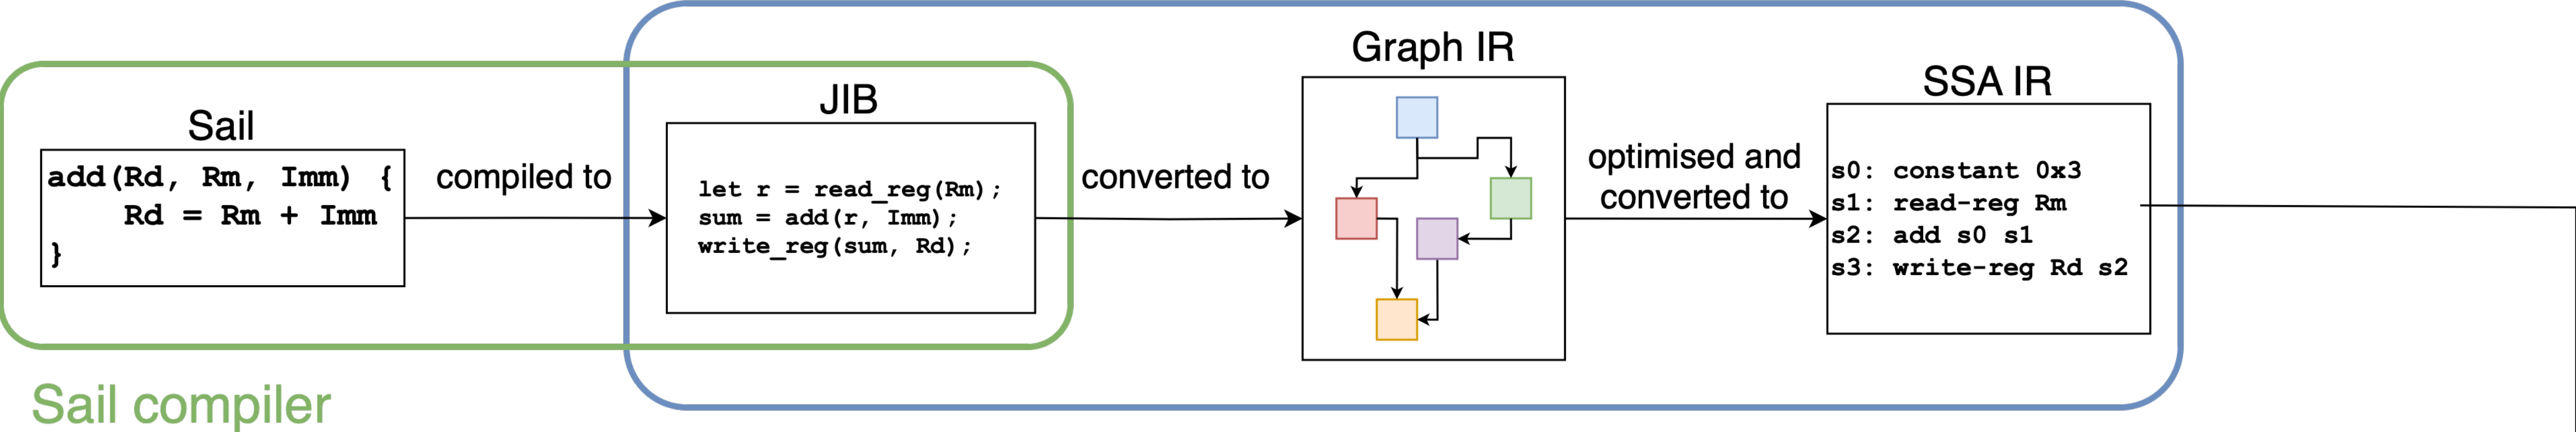 Sail
add(Rd, Rm, Imm) {
    Rd = Rm + Imm
}
compiled to
JIB
let r = read_reg(Rm);
sum = add(r, Imm);
write_reg(sum, Rd);
converted to
Graph IR
optimised and
converted to
SSA IR
s0: constant 0x3
s1: read-reg Rm
s2: add s0 s1
s3: write-reg Rd s2
Sail compiler